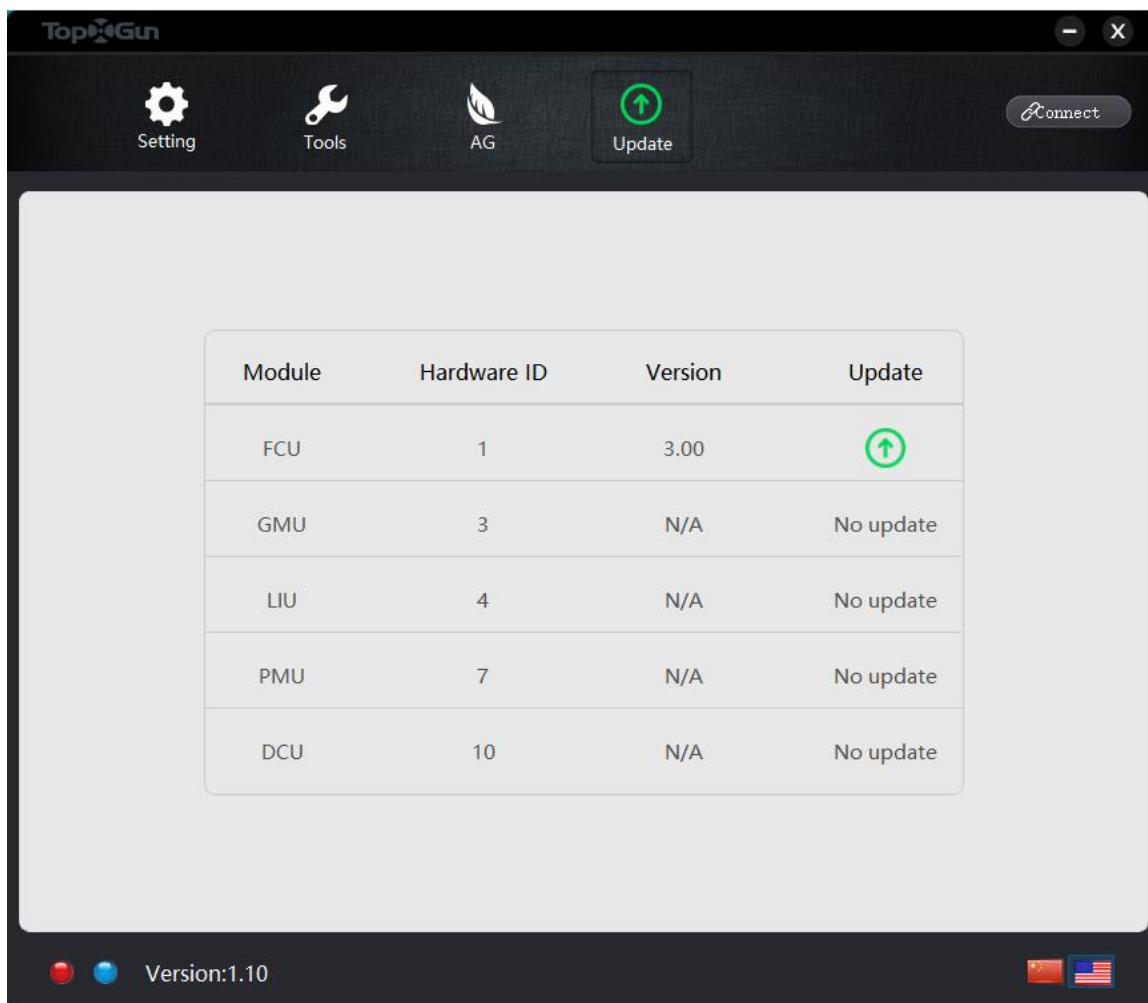 TopXGun
Setting Tools AG Update Connect
Module Hardware ID Version Update
FCU 1 3.00
GMU 3 N/A No update
LIU 4 N/A No update
PMU 7 N/A No update
DCU 10 N/A No update
Version:1.10